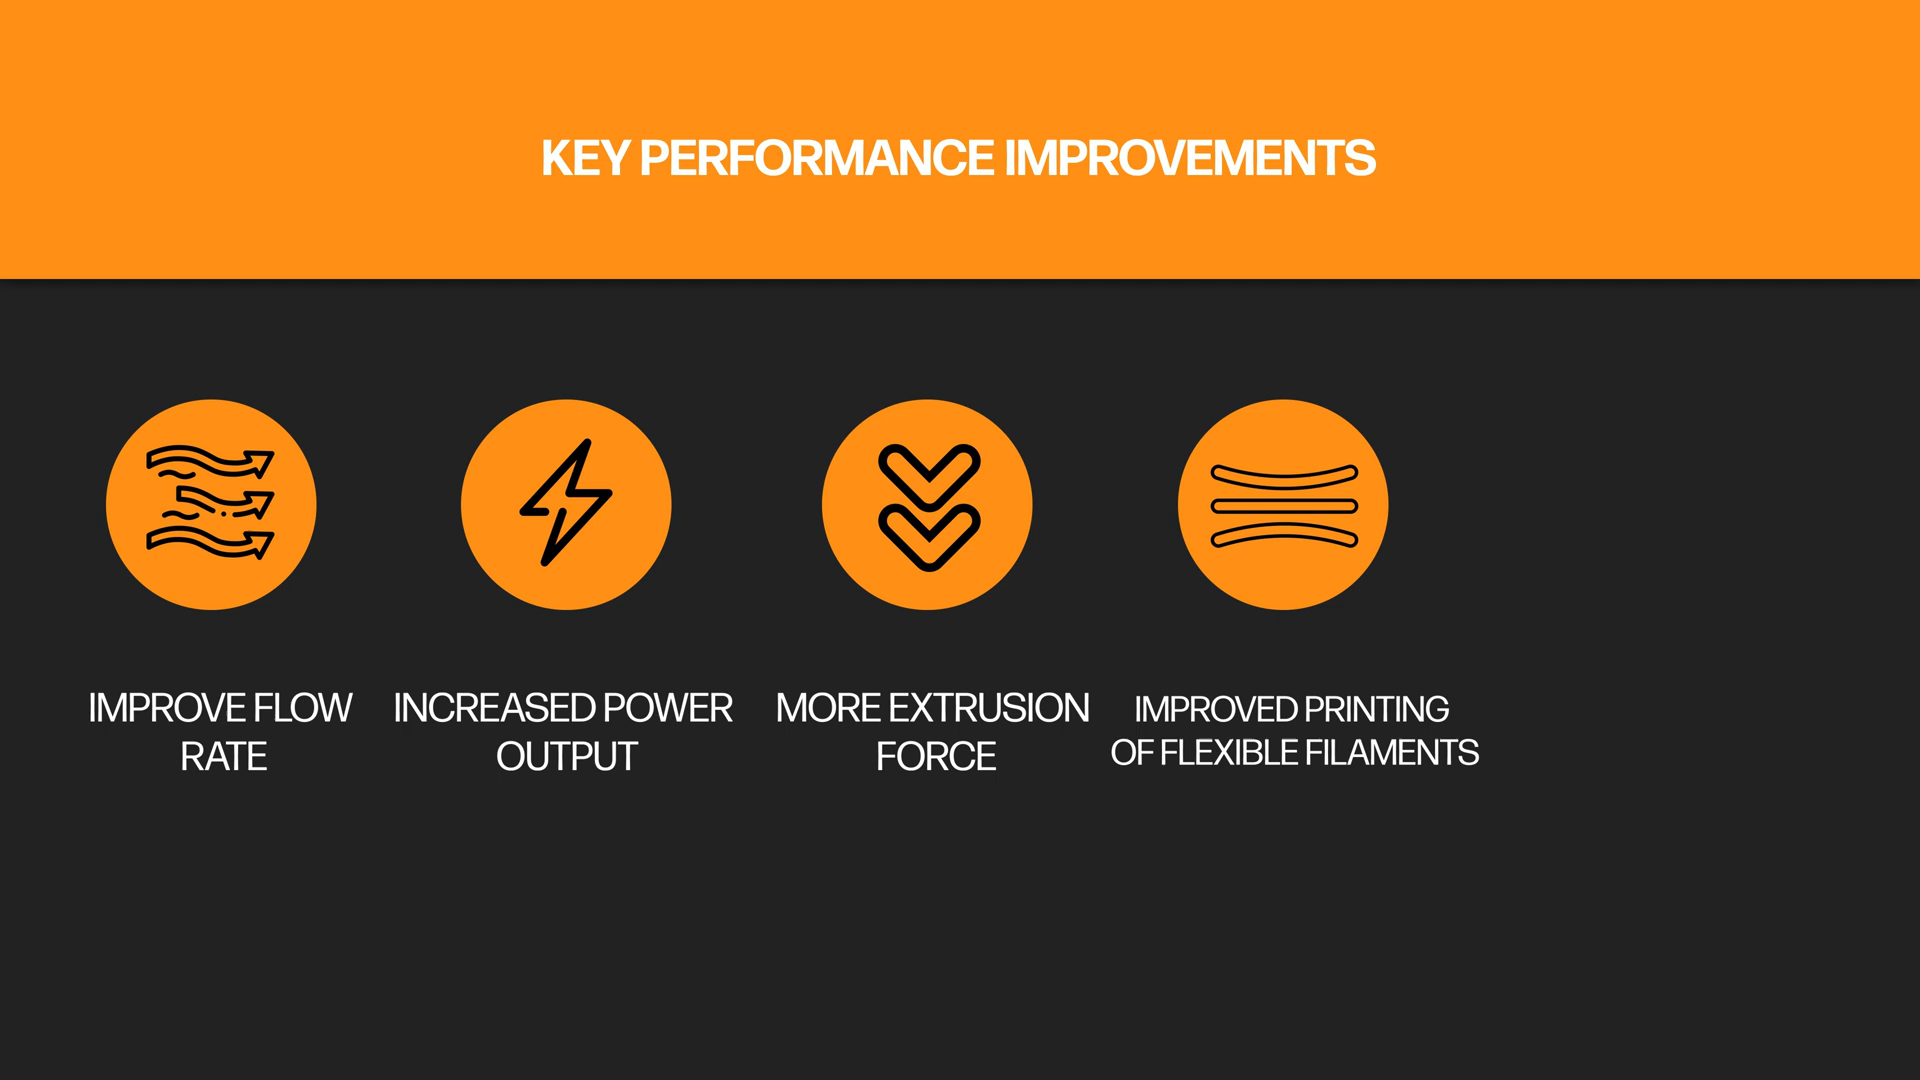 KEY PERFORMANCE IMPROVEMENTS
IMPROVE FLOW
RATE
INCREASED POWER
OUTPUT
MORE EXTRUSION
FORCE
IMPROVED PRINTING
OF FLEXIBLE FILAMENTS